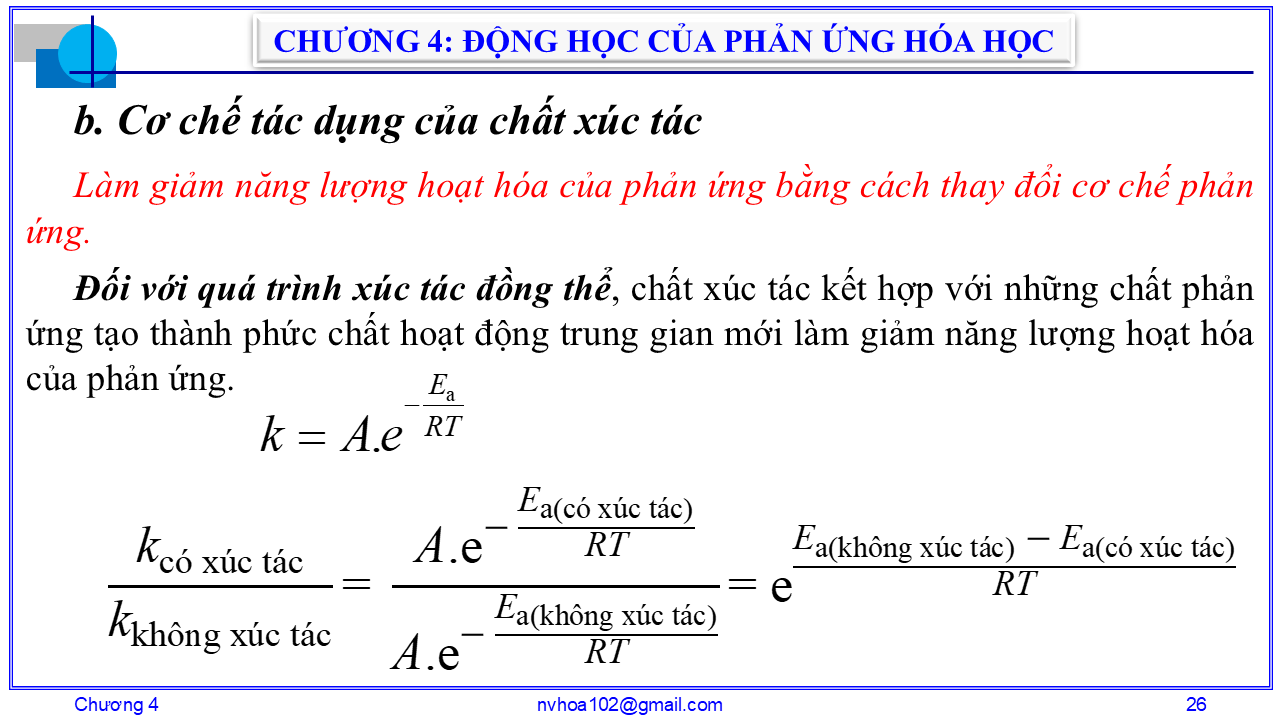 CHƯƠNG 4: ĐỘNG HỌC CỦA PHẢN ỨNG HÓA HỌC
b. Cơ chế tác dụng của chất xúc tác
Làm giảm năng lượng hoạt hóa của phản ứng bằng cách thay đổi cơ chế phản
ứng.
Đối với quá trình xúc tác đồng thể, chất xúc tác kết hợp với những chất phản
ứng tạo thành phức chất hoạt động trung gian mới làm giảm năng lượng hoạt hóa
của phản ứng.
k = A.e^(−E_a/RT)
k_có xúc tác/k_không xúc tác = A.e^(−E_a(có xúc tác)/RT)/A.e^(−E_a(không xúc tác)/RT) = e^((E_a(không xúc tác) − E_a(có xúc tác))/RT)
Chương 4 nvhoa102@gmail.com 26